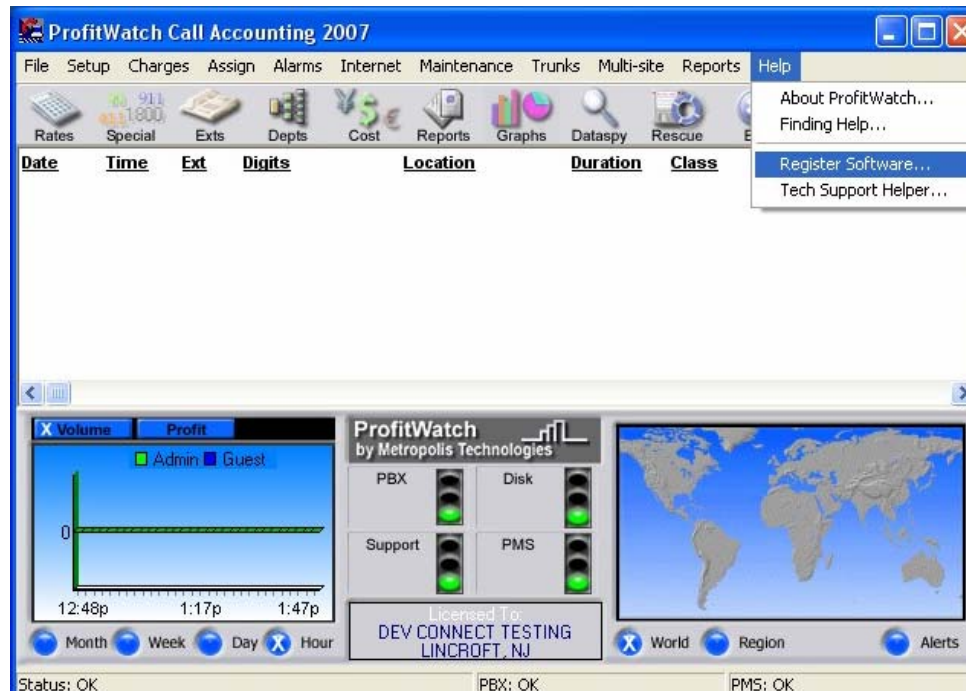 ProfitWatch Call Accounting 2007
File Setup Charges Assign Alarms Internet Maintenance Trunks Multi-site Reports Help
About ProfitWatch...
Finding Help...
Register Software...
Tech Support Helper...
911
1800
¥ $ €
Rates Special Exts Depts Cost Reports Graphs Dataspy Rescue E
Date Time Ext Digits Location Duration Class
X Volume Profit
Admin Guest
0
12:48p 1:17p 1:47p
Month Week Day X Hour
ProfitWatch
by Metropolis Technologies
PBX Disk
Support PMS
Licensed To:
DEV CONNECT TESTING
LINCROFT, NJ
X World Region Alerts
Status: OK PBX: OK PMS: OK